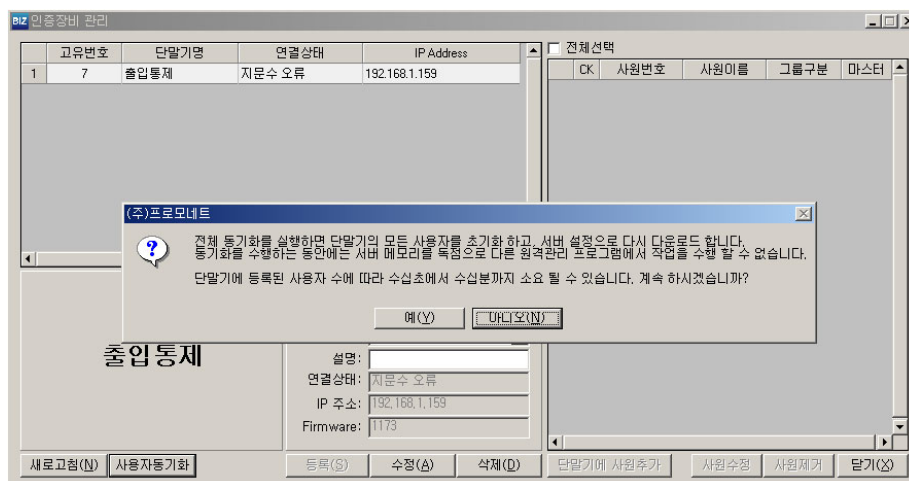 BIZ 인증장비 관리
고유번호 단말기명 연결상태 IP Address
1 7 출입통제 지문수 오류 192.168.1.159
전체선택
CK 사원번호 사원이름 그룹구분 마스터
(주)프로모네트
전체 동기화를 실행하면 단말기의 모든 사용자를 초기화 하고, 서버 설정으로 다시 다운로드 합니다.
동기화를 수행하는 동안에는 서버 메모리를 독점으로 다른 원격관리 프로그램에서 작업을 수행 할 수 없습니다.
단말기에 등록된 사용자 수에 따라 수십초에서 수십분까지 소요 될 수 있습니다. 계속 하시겠습니까?
예(Y) 아니오(N)
출입통제
설명:
연결상태: 지문수 오류
IP 주소: 192.168.1.159
Firmware: 1173
새로고침(N) 사용자동기화 등록(S) 수정(A) 삭제(D) 단말기에 사원추가 사원수정 사원제거 닫기(X)